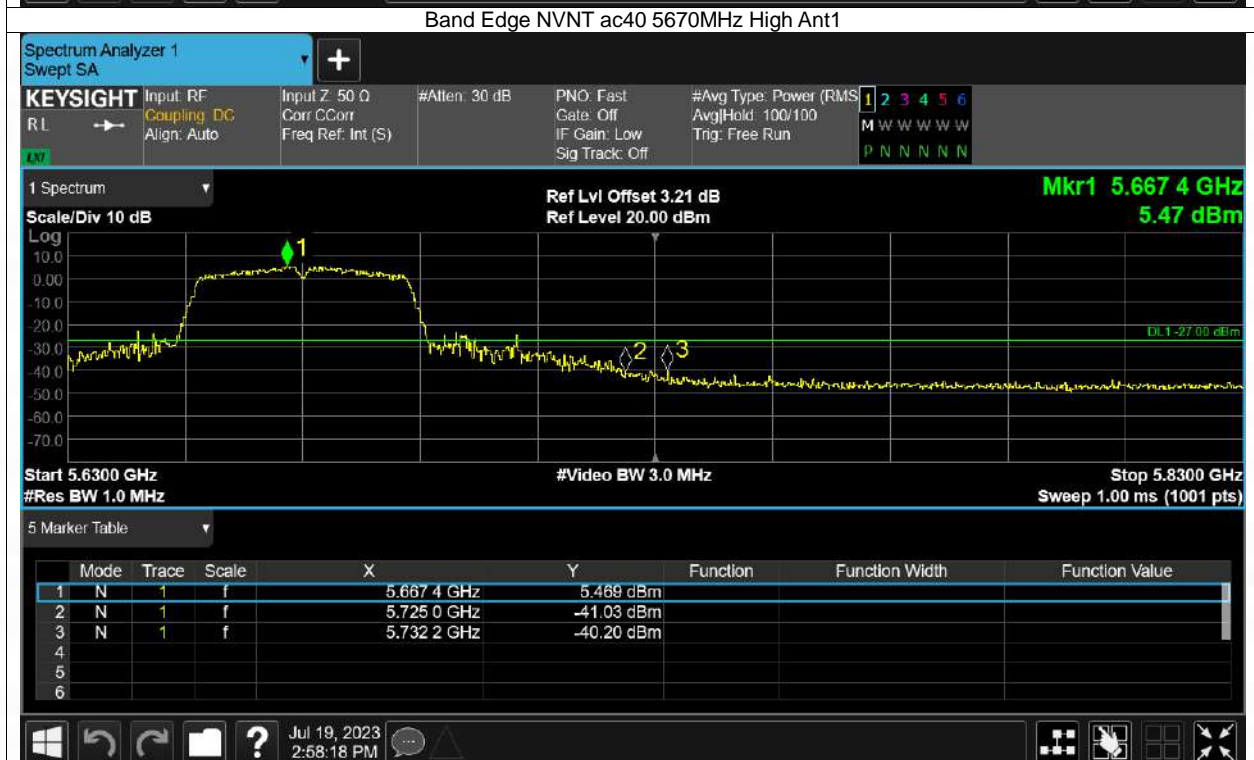 Band Edge NVNT ac40 5670MHz High Ant1
Spectrum Analyzer 1
Swept SA
+
KEYSIGHT Input: RF Input Z: 50 Ω #Atten: 30 dB PNO: Fast #Avg Type: Power (RMS 1 2 3 4 5 6
RL Coupling: DC Corr CCorr Gate: Off Avg|Hold: 100/100 M W W W W W
Align: Auto Freq Ref: Int (S) IF Gain: Low Trig: Free Run
LXI Sig Track: Off P N N N N N
1 Spectrum Ref Lvl Offset 3.21 dB Mkr1 5.667 4 GHz
Scale/Div 10 dB Ref Level 20.00 dBm 5.47 dBm
Log
10.0
0.00
-10.0
-20.0
-30.0
-40.0
-50.0
-60.0
-70.0
1
DL1 -27.00 dBm
2 3
Start 5.6300 GHz #Video BW 3.0 MHz Stop 5.8300 GHz
#Res BW 1.0 MHz Sweep 1.00 ms (1001 pts)
5 Marker Table
Mode Trace Scale X Y Function Function Width Function Value
1 N 1 f 5.667 4 GHz 5.469 dBm
2 N 1 f 5.725 0 GHz -41.03 dBm
3 N 1 f 5.732 2 GHz -40.20 dBm
4
5
6
? Jul 19, 2023
2:58:18 PM